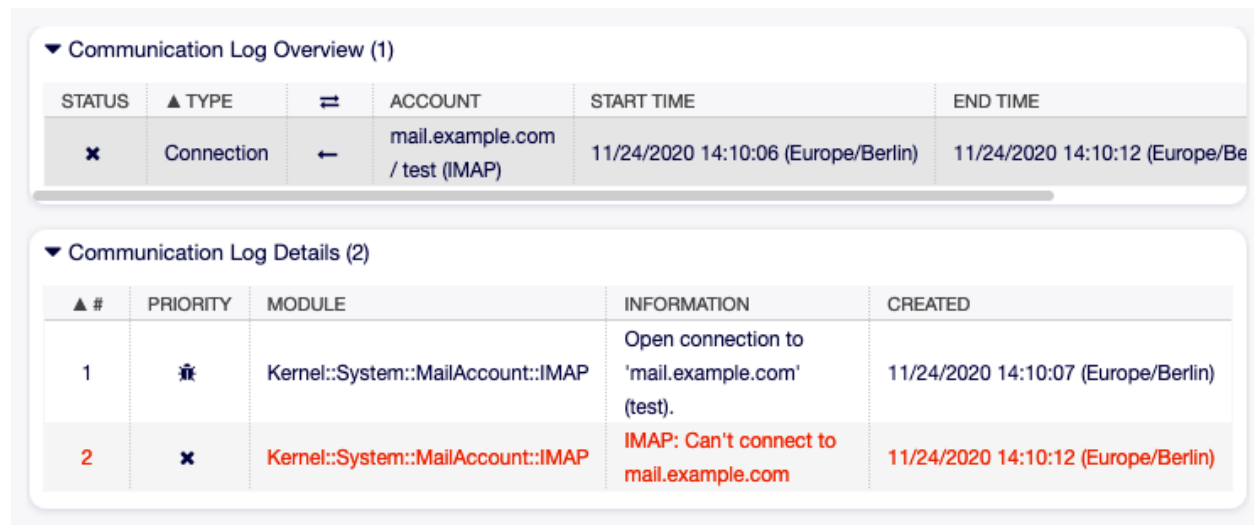 ▼ Communication Log Overview (1)
STATUS ▲ TYPE ⇄ ACCOUNT START TIME END TIME
✖ Connection ← mail.example.com / test (IMAP) 11/24/2020 14:10:06 (Europe/Berlin) 11/24/2020 14:10:12 (Europe/Be
▼ Communication Log Details (2)
▲ # PRIORITY MODULE INFORMATION CREATED
1 Kernel::System::MailAccount::IMAP Open connection to 'mail.example.com' (test). 11/24/2020 14:10:07 (Europe/Berlin)
2 ✖ Kernel::System::MailAccount::IMAP IMAP: Can't connect to mail.example.com 11/24/2020 14:10:12 (Europe/Berlin)